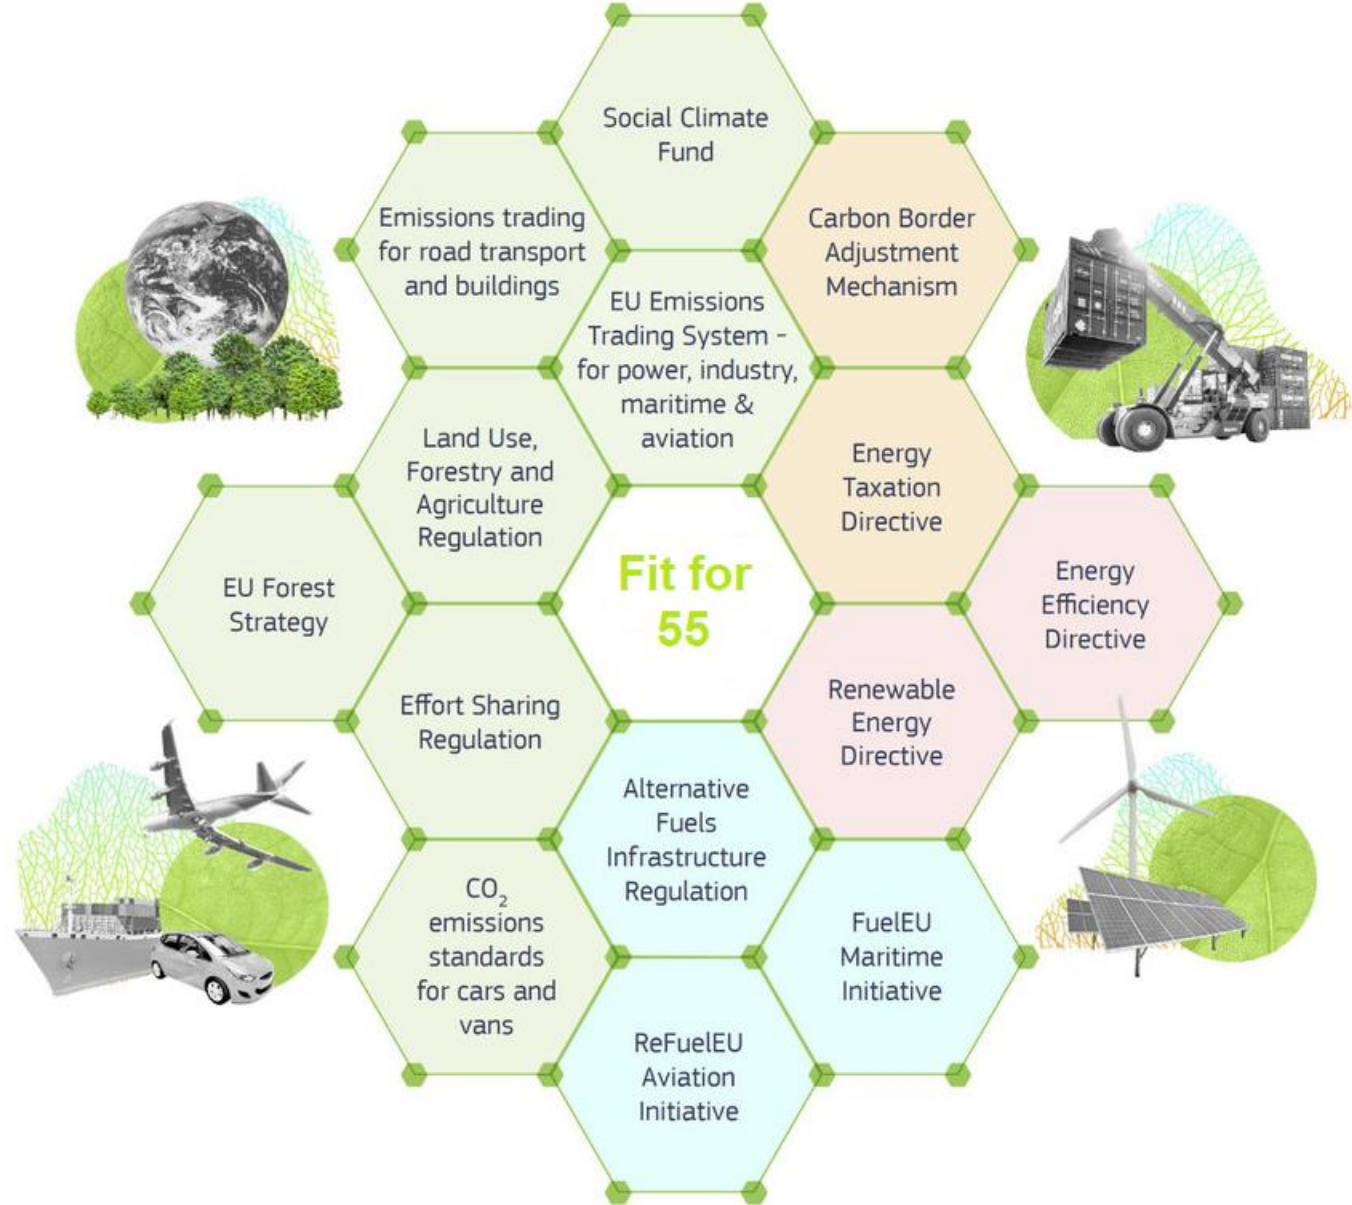 Social Climate
Fund
Emissions trading
for road transport
and buildings
Carbon Border
Adjustment
Mechanism
EU Emissions
Trading System -
for power, industry,
maritime &
aviation
Land Use,
Forestry and
Agriculture
Regulation
Energy
Taxation
Directive
EU Forest
Strategy
Fit for
55
Energy
Efficiency
Directive
Effort Sharing
Regulation
Renewable
Energy
Directive
Alternative
Fuels
Infrastructure
Regulation
CO₂
emissions
standards
for cars and
vans
FuelEU
Maritime
Initiative
ReFuelEU
Aviation
Initiative